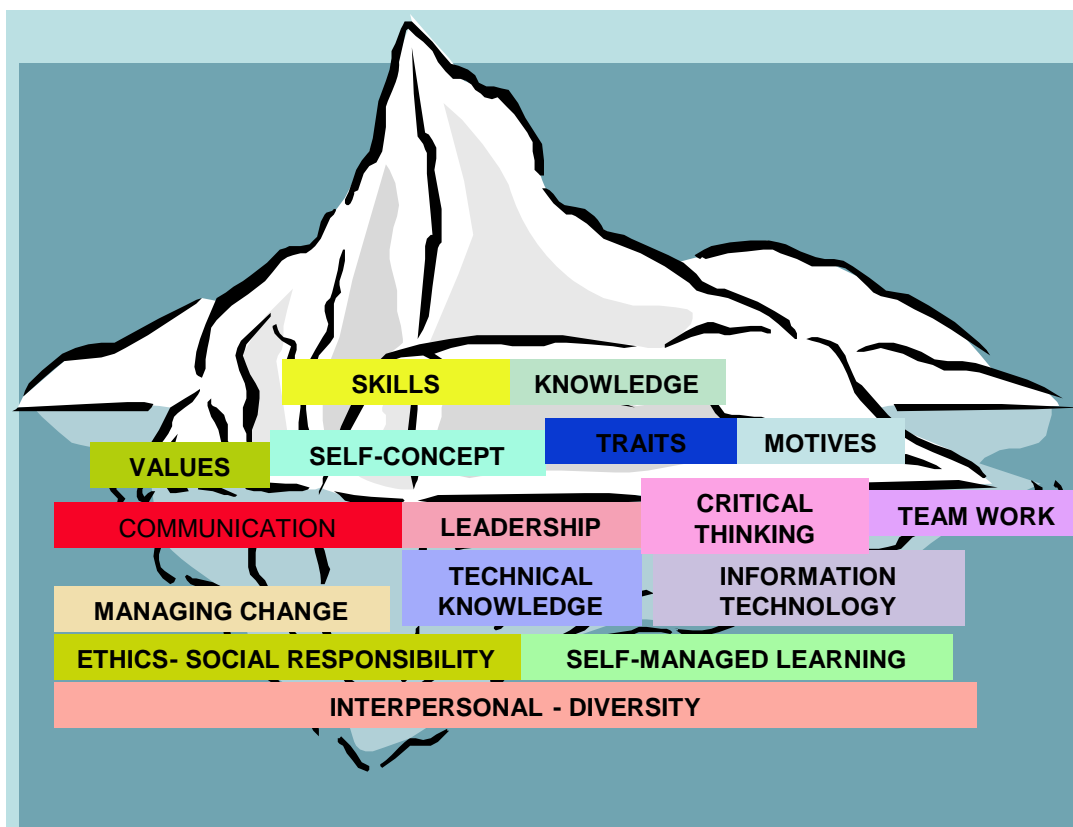 SKILLS
KNOWLEDGE
VALUES
SELF-CONCEPT
TRAITS
MOTIVES
COMMUNICATION
LEADERSHIP
CRITICAL
THINKING
TEAM WORK
MANAGING CHANGE
TECHNICAL
KNOWLEDGE
INFORMATION
TECHNOLOGY
ETHICS- SOCIAL RESPONSIBILITY
SELF-MANAGED LEARNING
INTERPERSONAL - DIVERSITY